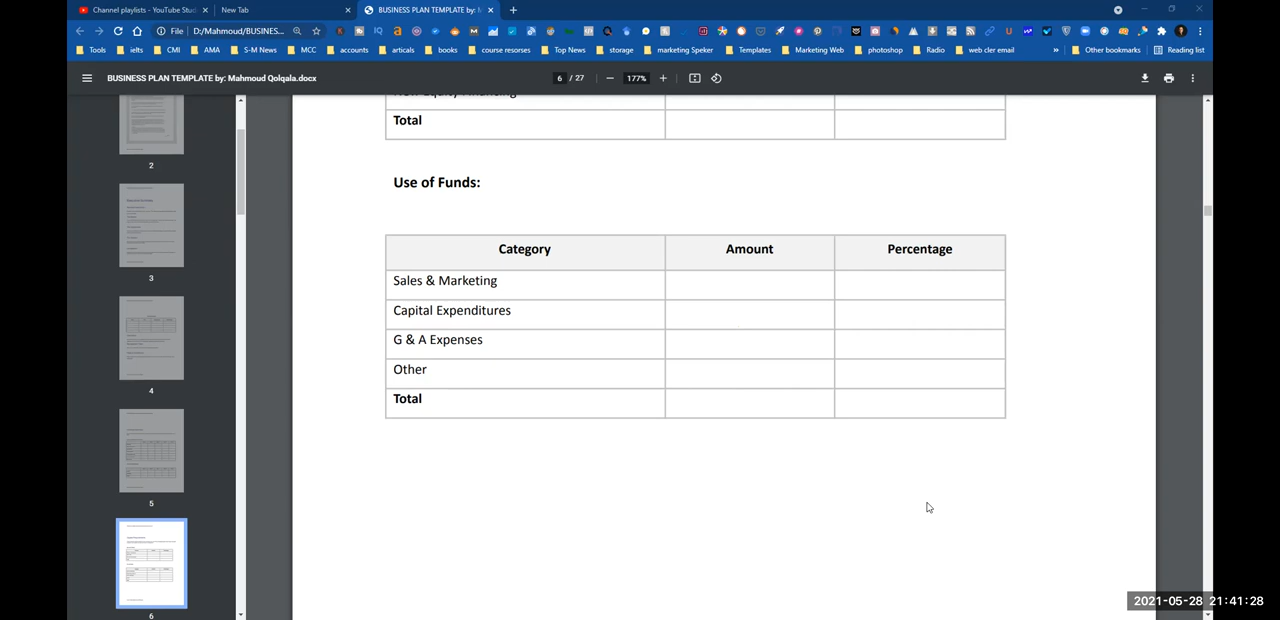 Channel playlists - YouTube Stud
New Tab
BUSINESS PLAN TEMPLATE by: M
File
D:/Mahmoud/BUSINES...
Tools
ielts
CMI
AMA
S-M News
MCC
accounts
articals
books
course resorses
Top News
storage
marketing Speker
Templates
Marketing Web
photoshop
Radio
web cler email
»
Other bookmarks
Reading list
BUSINESS PLAN TEMPLATE by: Mahmoud Qolqala.docx
6 / 27
177%
2
3
4
5
6
Total
Use of Funds:
Category Amount Percentage
Sales & Marketing
Capital Expenditures
G & A Expenses
Other
Total
2021-05-28 21:41:28